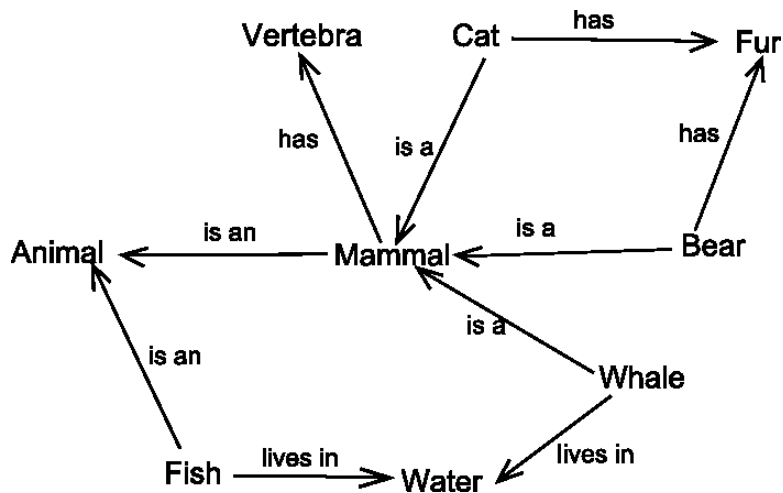 Vertebra
Cat
has
Fur
has
is a
has
Animal
is an
Mammal
is a
Bear
is an
is a
Whale
Fish
lives in
Water
lives in